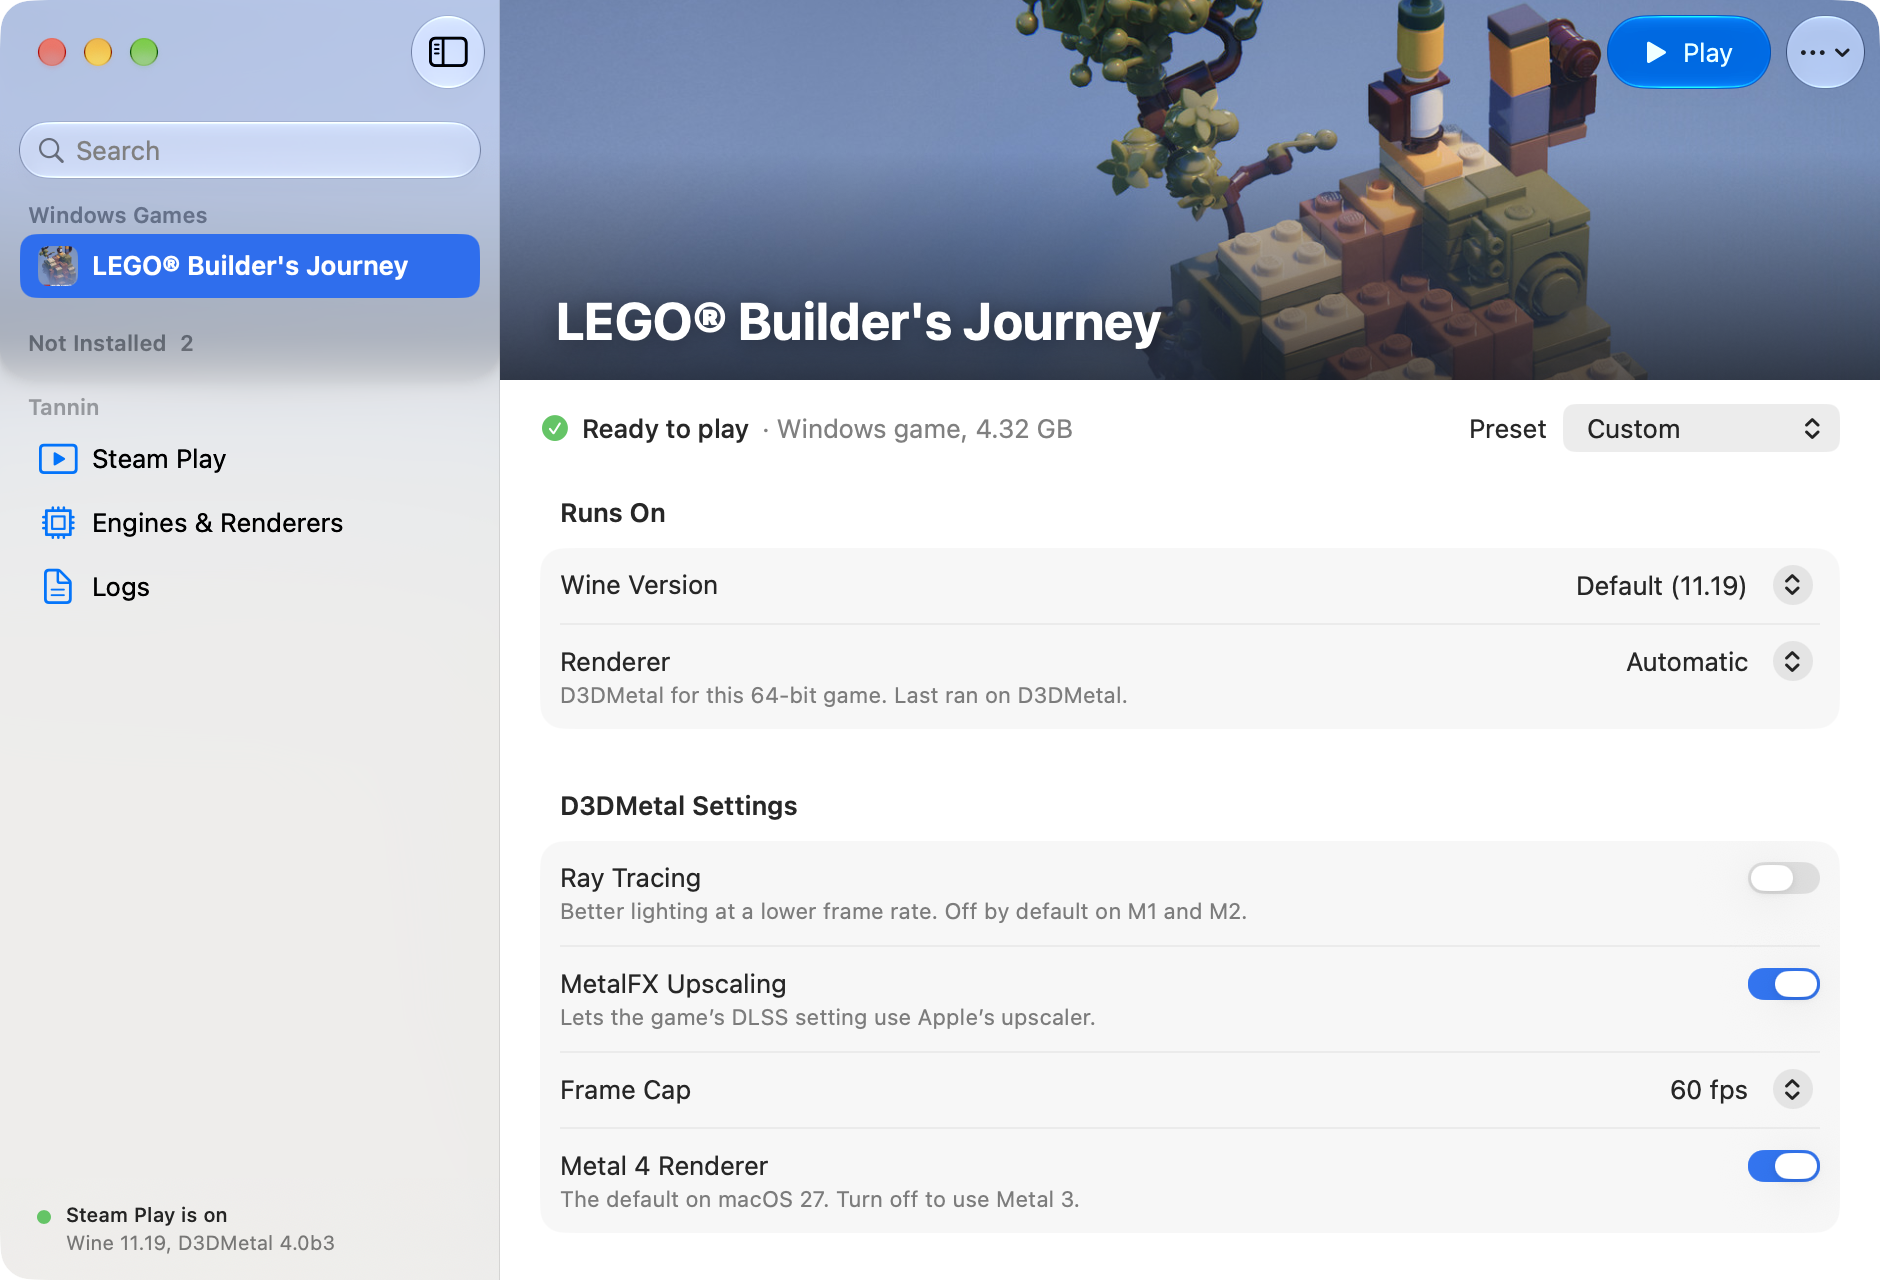 Search
Windows Games
LEGO® Builder's Journey
Not Installed 2
Tannin
Steam Play
Engines & Renderers
Logs
Steam Play is on
Wine 11.19, D3DMetal 4.0b3
Play
LEGO® Builder's Journey
Ready to play · Windows game, 4.32 GB
Preset Custom
Runs On
Wine Version Default (11.19)
Renderer Automatic
D3DMetal for this 64-bit game. Last ran on D3DMetal.
D3DMetal Settings
Ray Tracing
Better lighting at a lower frame rate. Off by default on M1 and M2.
MetalFX Upscaling
Lets the game’s DLSS setting use Apple’s upscaler.
Frame Cap 60 fps
Metal 4 Renderer
The default on macOS 27. Turn off to use Metal 3.